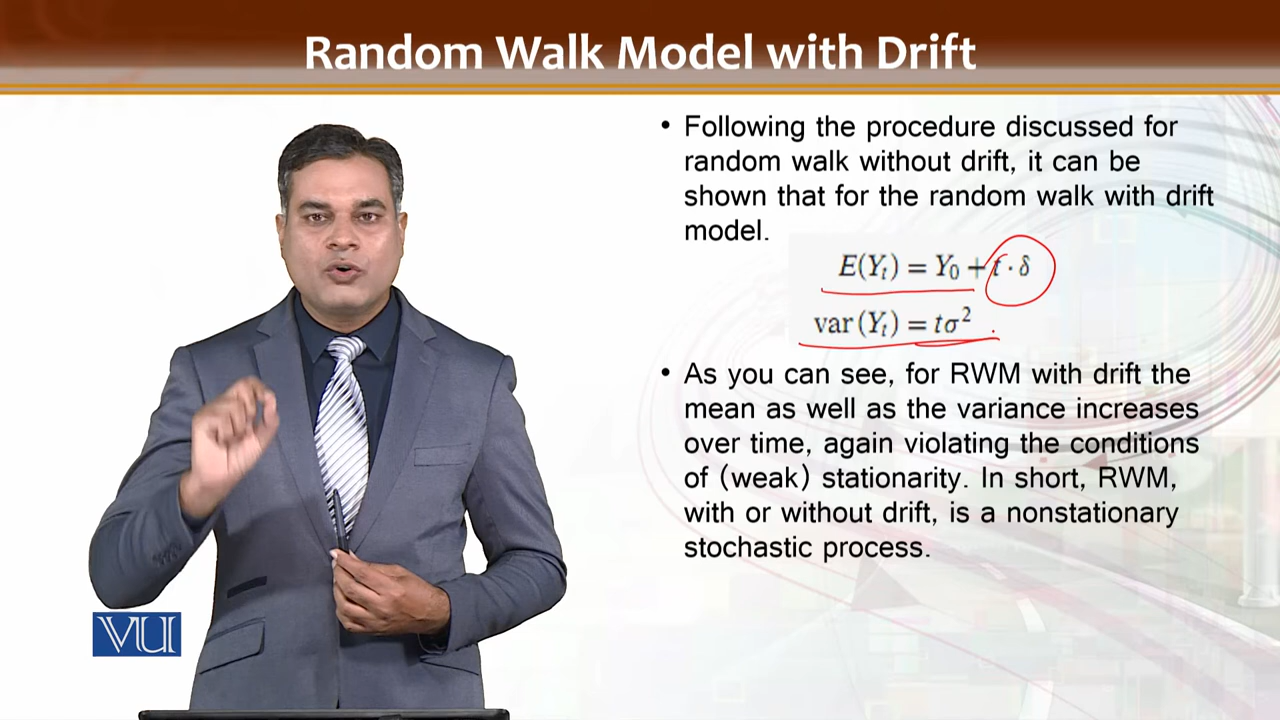 Random Walk Model with Drift
• Following the procedure discussed for
random walk without drift, it can be
shown that for the random walk with drift
model.
E(Yₜ) = Y₀ + t · δ
var (Yₜ) = tσ²
• As you can see, for RWM with drift the
mean as well as the variance increases
over time, again violating the conditions
of (weak) stationarity. In short, RWM,
with or without drift, is a nonstationary
stochastic process.
VU